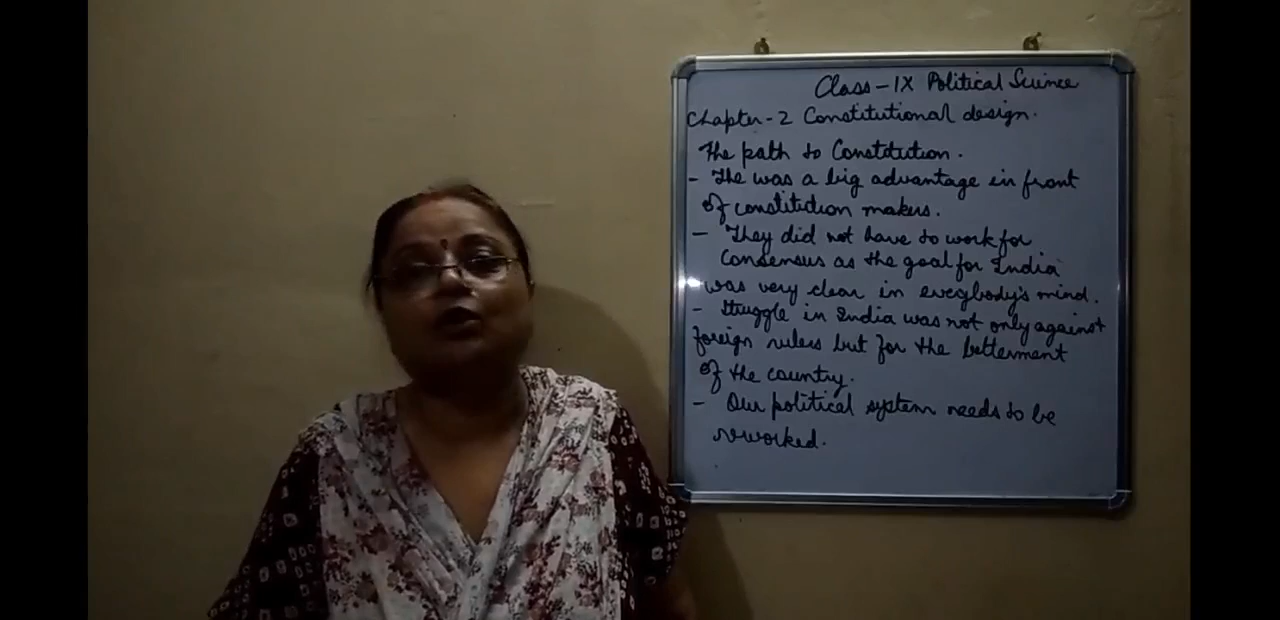 Class-IX Political Science
Chapter-2 Constitutional design.
The path to Constitution.
- The was a big advantage in front
of constitution makers.
- They did not have to work for
consensus as the goal for India
was very clear in everybody's mind.
- Struggle in India was not only against
foreign rulers but for the betterment
of the country.
- Our political system needs to be
reworked.